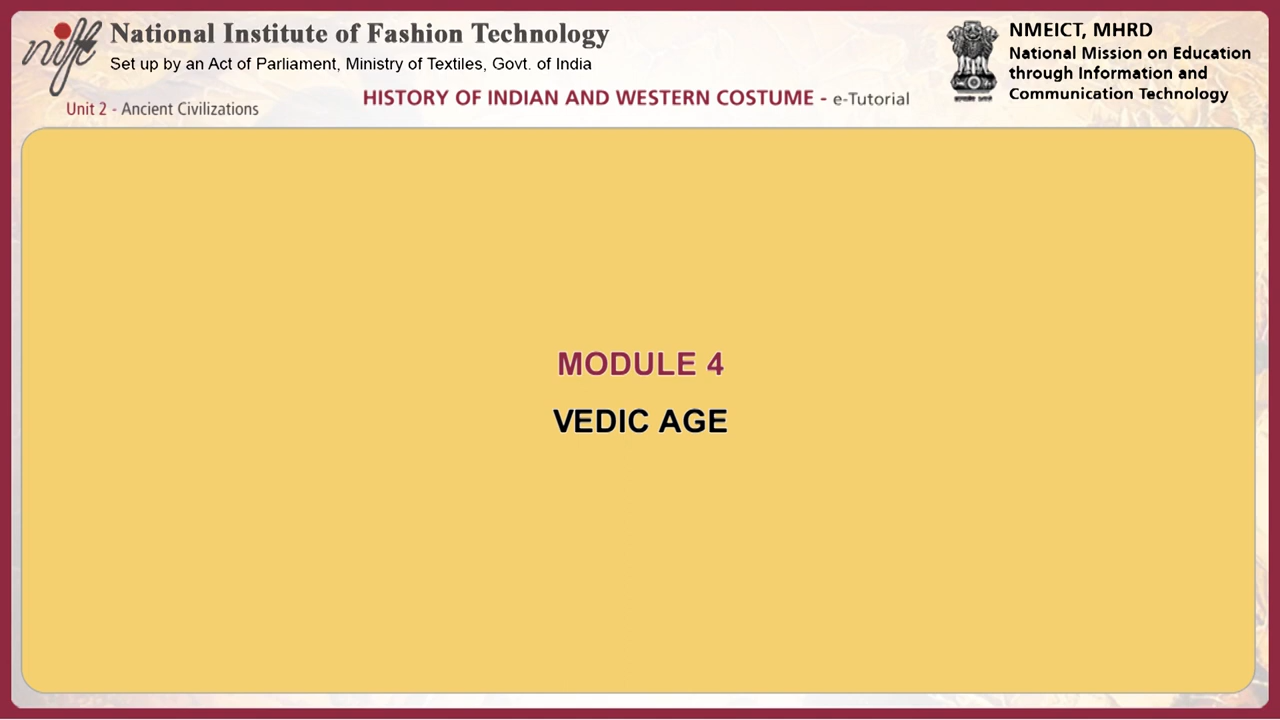 nift
National Institute of Fashion Technology
Set up by an Act of Parliament, Ministry of Textiles, Govt. of India
Unit 2 - Ancient Civilizations
HISTORY OF INDIAN AND WESTERN COSTUME - e-Tutorial
NMEICT, MHRD
National Mission on Education
through Information and
Communication Technology
MODULE 4
VEDIC AGE